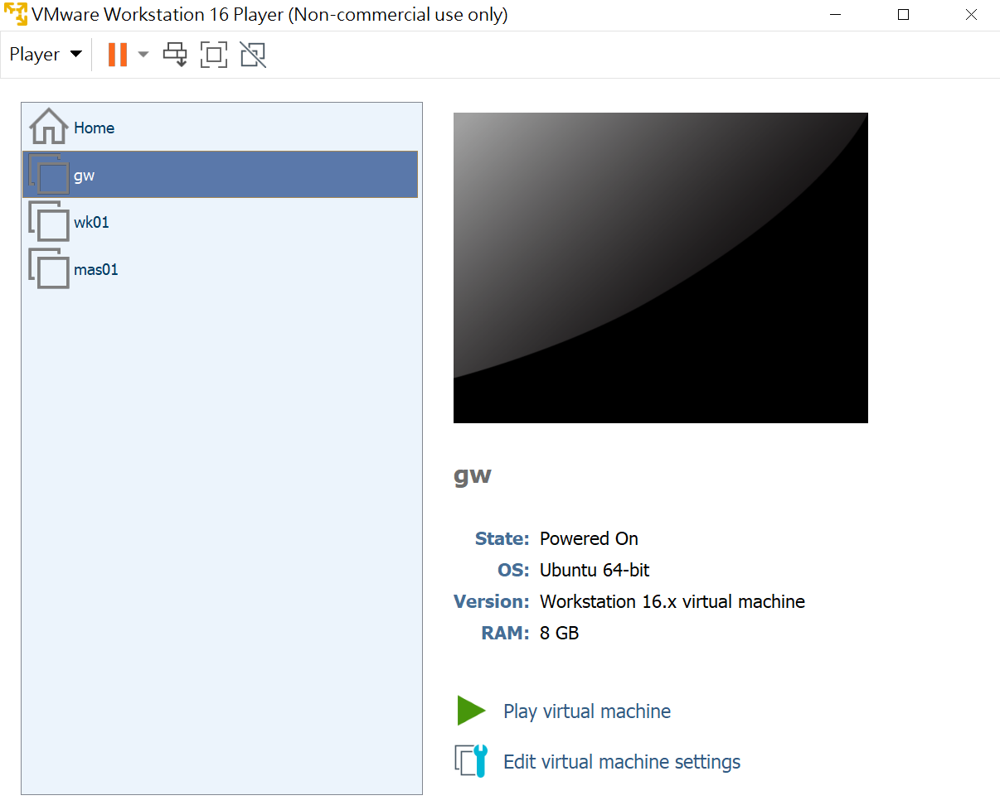 VMware Workstation 16 Player (Non-commercial use only)
Player
Home
gw
wk01
mas01
gw
State: Powered On
OS: Ubuntu 64-bit
Version: Workstation 16.x virtual machine
RAM: 8 GB
Play virtual machine
Edit virtual machine settings